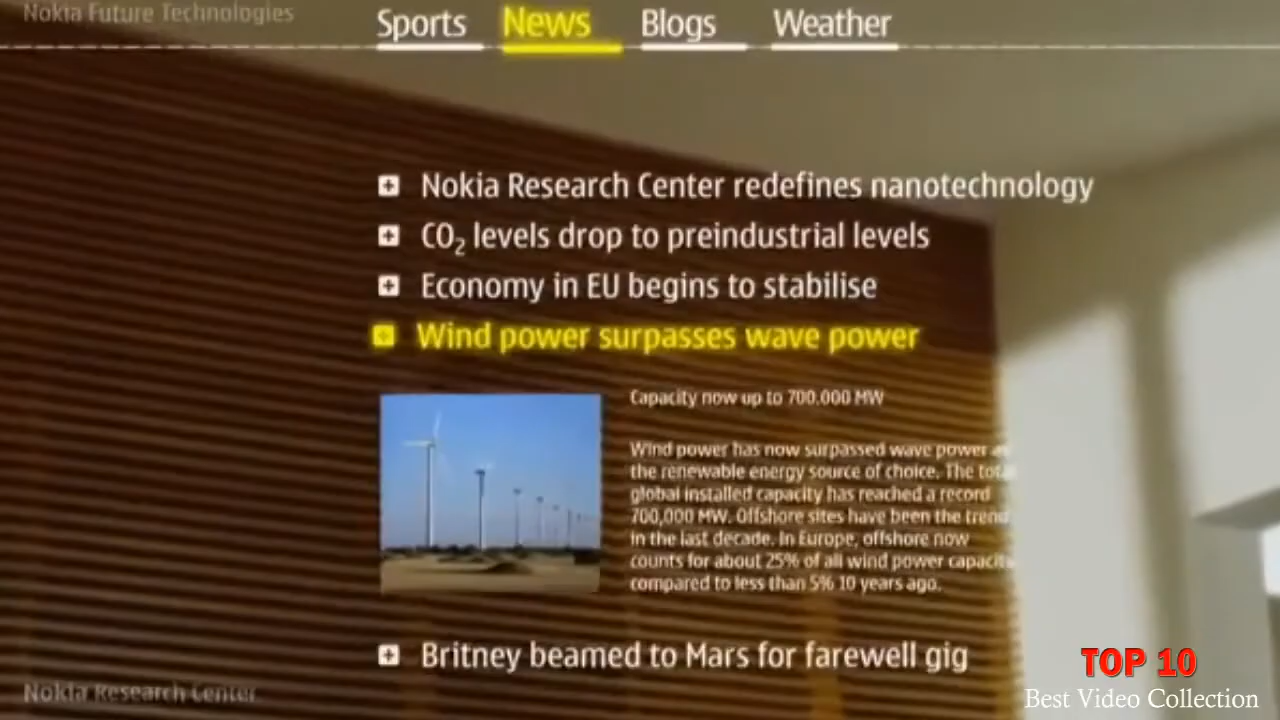 Nokia Future Technologies
Sports News Blogs Weather
Nokia Research Center redefines nanotechnology
CO₂ levels drop to preindustrial levels
Economy in EU begins to stabilise
Wind power surpasses wave power
Capacity now up to 700.000 MW
Wind power has now surpassed wave power as
the renewable energy source of choice. The total
global installed capacity has reached a record
700,000 MW. Offshore sites have been the trend
in the last decade. In Europe, offshore now
counts for about 25% of all wind power capacity
compared to less than 5% 10 years ago.
Britney beamed to Mars for farewell gig
Nokia Research Center
TOP 10
Best Video Collection